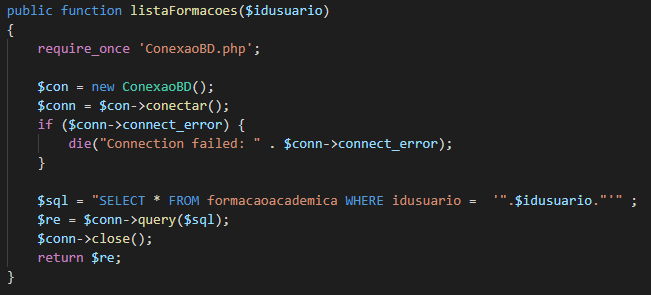 public function listaFormacoes($idusuario)
{
require_once 'ConexaoBD.php';
$con = new ConexaoBD();
$conn = $con->conectar();
if ($conn->connect_error) {
die("Connection failed: " . $conn->connect_error);
}
$sql = "SELECT * FROM formacaoacademica WHERE idusuario =  '".$idusuario."'" ;
$re = $conn->query($sql);
$conn->close();
return $re;
}